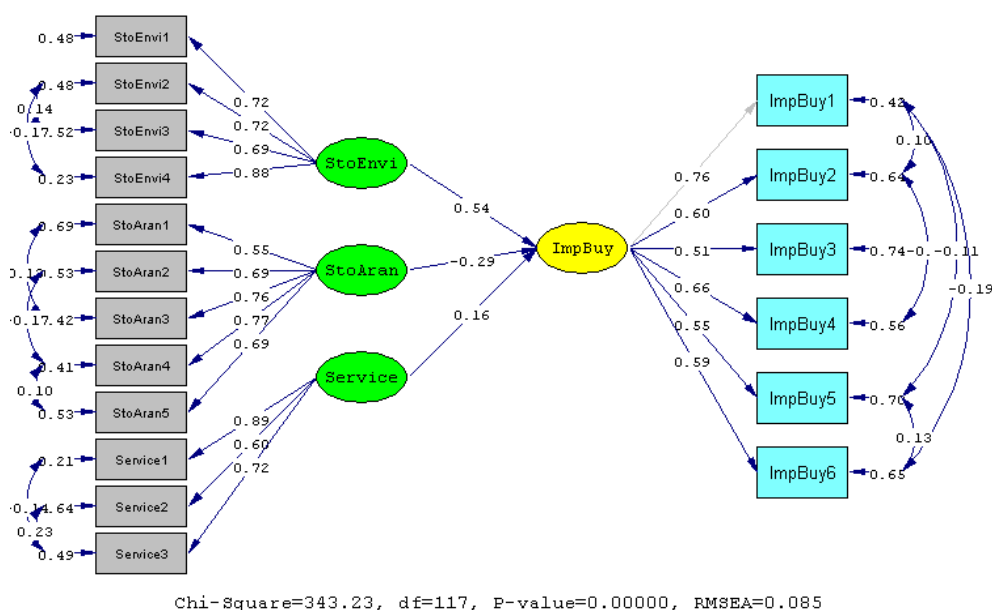 0.48 StoEnvi1
0.48 StoEnvi2
0.14
-0.17 .52 StoEnvi3
0.23 StoEnvi4
0.69 StoAran1
.53 StoAran2
-0.17 .42 StoAran3
0.41 StoAran4
0.10
0.53 StoAran5
0.21 Service1
-0.14 .64 Service2
0.23
0.49 Service3
0.72
0.72
0.69
0.88
StoEnvi
0.55
0.69
0.76
0.77
0.69
StoAran
0.89
0.60
0.72
Service
0.54
-0.29
0.16
ImpBuy
0.76
0.60
0.51
0.66
0.55
0.59
ImpBuy1 0.42
0.10
ImpBuy2 0.64
ImpBuy3 0.74
-0.11
-0.19
ImpBuy4 0.56
ImpBuy5 0.70
0.13
ImpBuy6 0.65
Chi-Square=343.23, df=117, P-value=0.00000, RMSEA=0.085